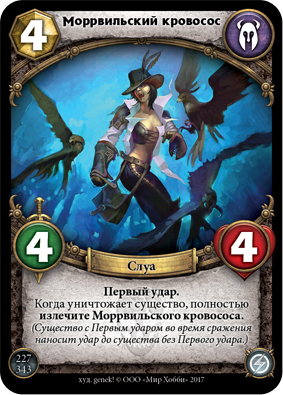 Моррвильский кровосос
4
4
4
Слуа
Первый удар.
Когда уничтожает существо, полностью
излечите Моррвильского кровососа.
(Существо с Первым ударом во время сражения
наносит удар до существа без Первого удара.)
227
343
худ. genek! © ООО «Мир Хобби» 2017